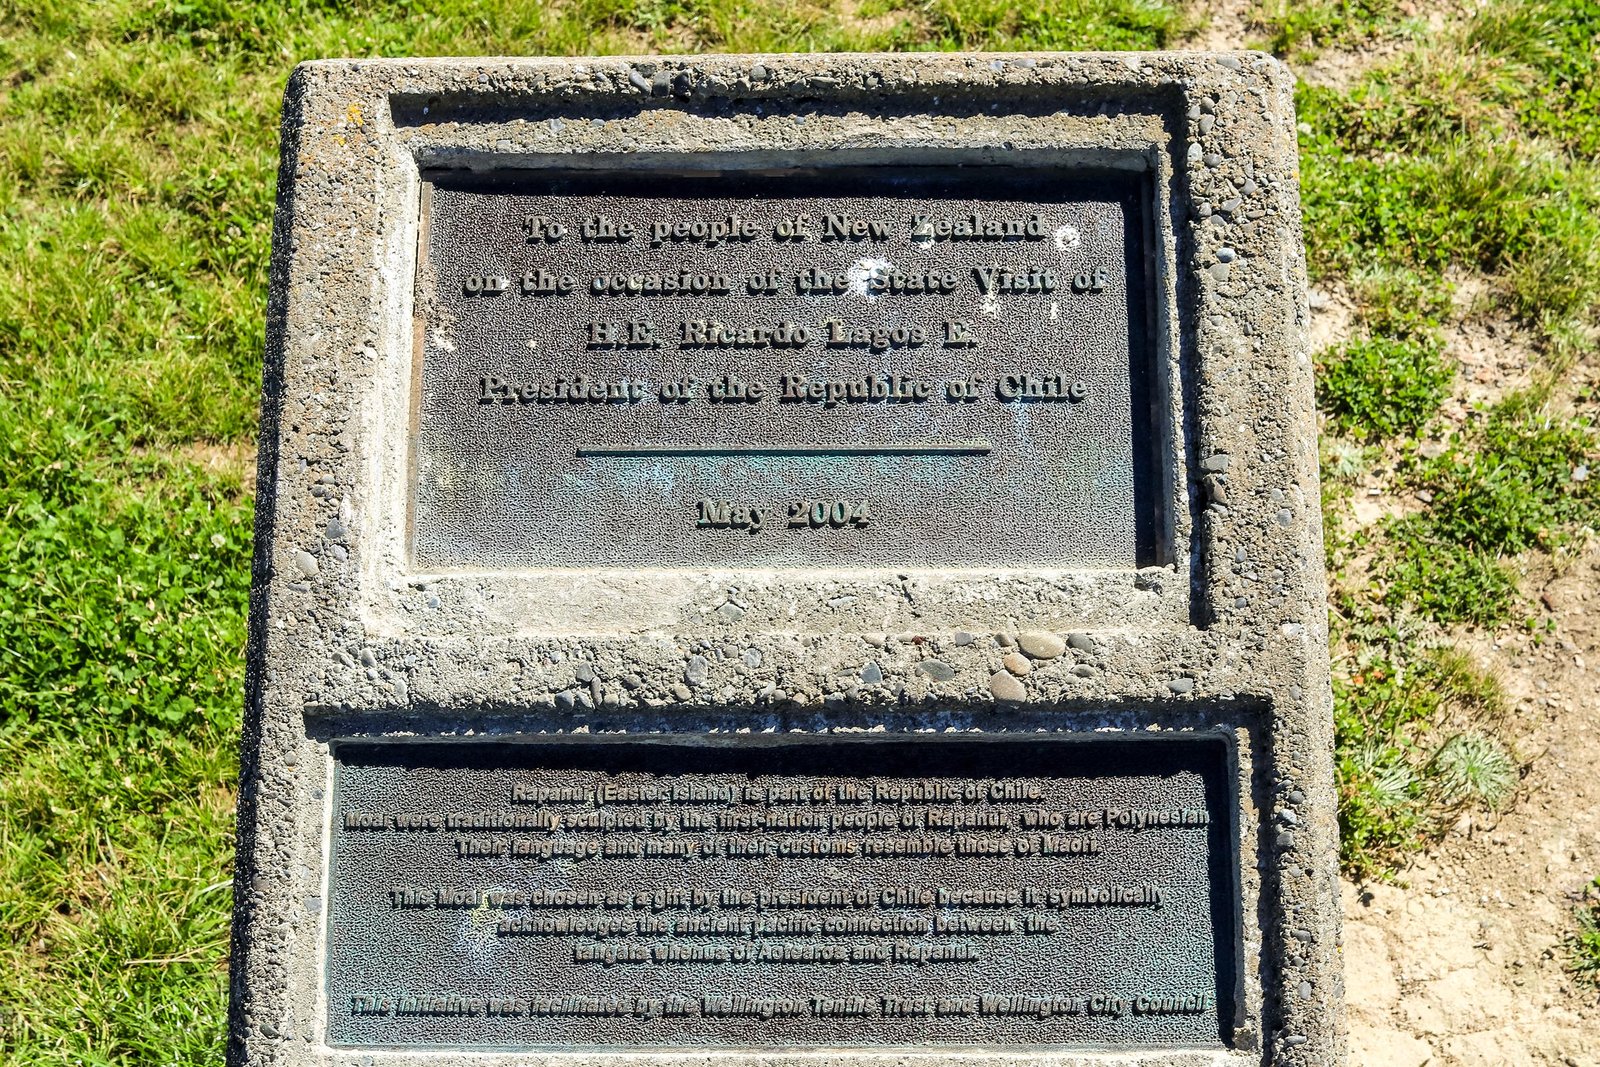 To the people of New Zealand
on the occasion of the State Visit of
H.E. Ricardo Lagos E.
President of the Republic of Chile
May 2004
Rapanui (Easter Island) is part of the Republic of Chile.
Moai were traditionally sculpted by the first-nation people of Rapanui, who are Polynesian
Their language and many of their customs resemble those of Maori.
This Moai was chosen as a gift by the president of Chile because it symbolically
acknowledges the ancient pacific connection between the
tangata whenua of Aotearoa and Rapanui.
This initiative was facilitated by the Wellington Tenths Trust and Wellington City Council